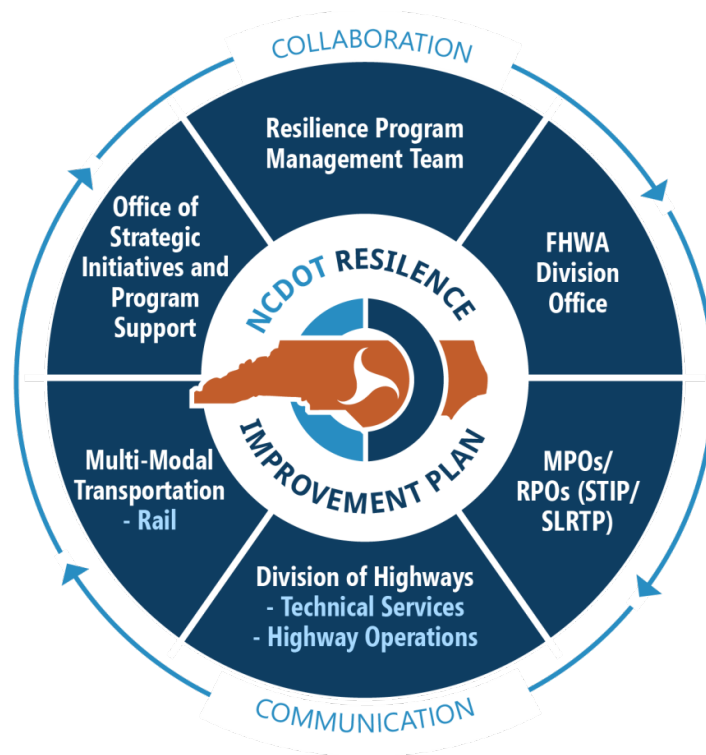 COLLABORATION
Resilience Program
Management Team
FHWA
Division
Office
MPOs/
RPOs (STIP/
SLRTP)
Division of Highways
- Technical Services
- Highway Operations
Multi-Modal
Transportation
- Rail
Office of
Strategic
Initiatives and
Program
Support
NCDOT RESILENCE
IMPROVEMENT PLAN
COMMUNICATION